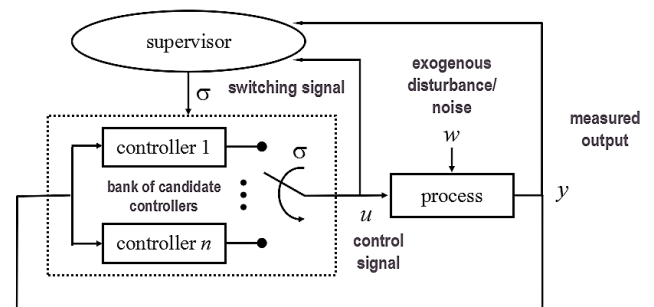 supervisor
σ switching signal
exogenous
disturbance/
noise
w
measured
output
controller 1
σ
bank of candidate
controllers
process
y
u
controller n
control
signal